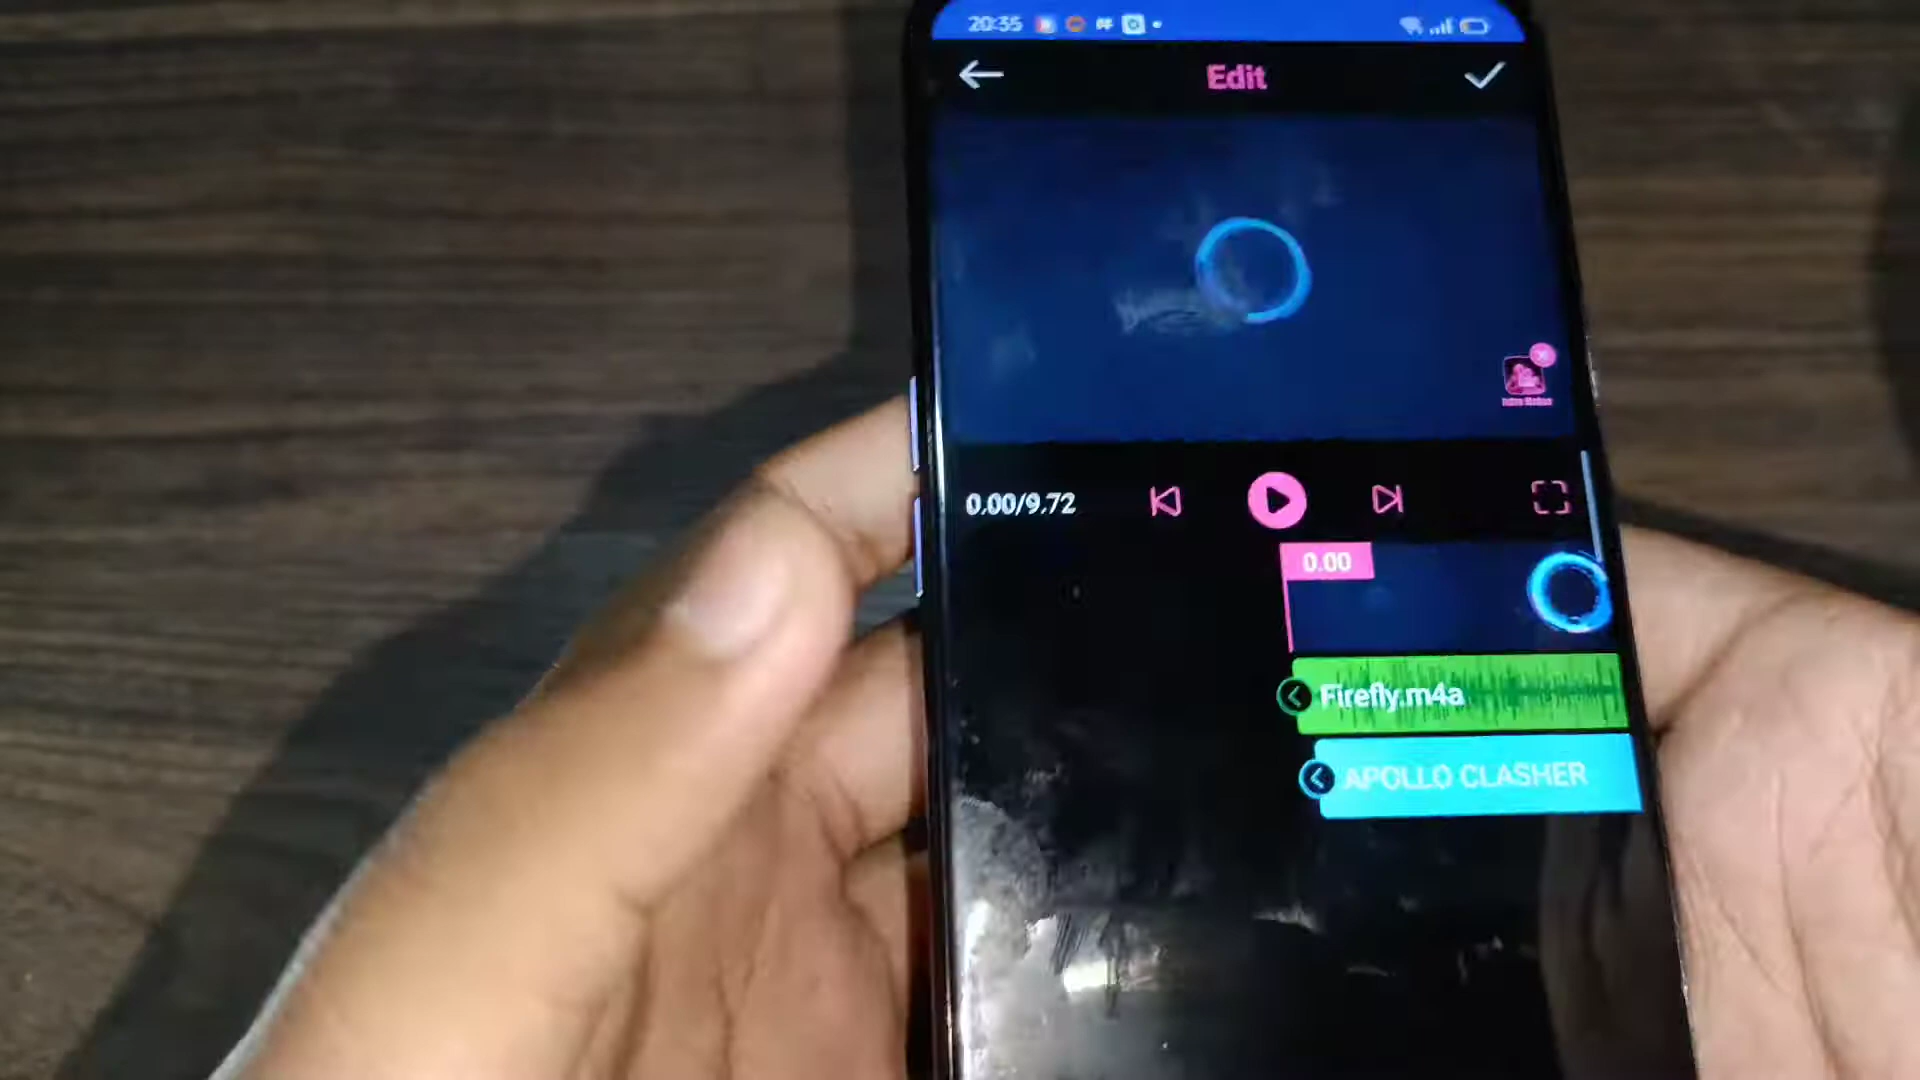 20:35
Edit
0.00/9.72
0.00
Firefly.m4a
APOLLO CLASHER